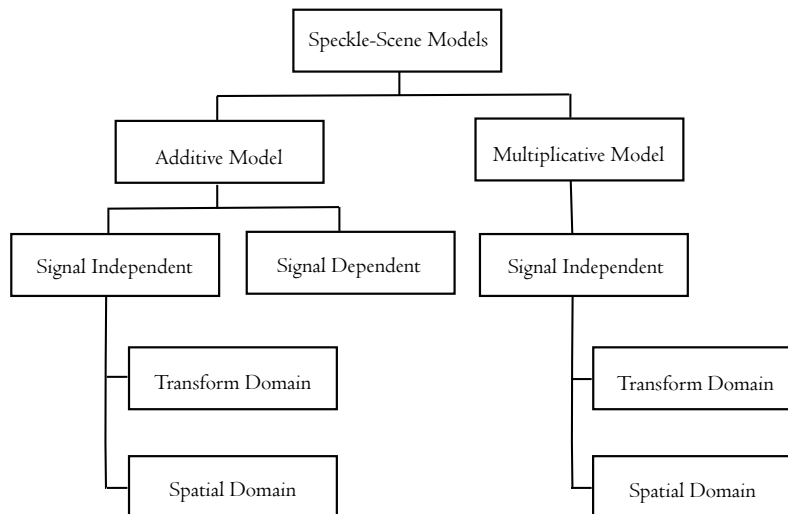 Speckle-Scene Models
Additive Model
Multiplicative Model
Signal Independent
Signal Dependent
Signal Independent
Transform Domain
Transform Domain
Spatial Domain
Spatial Domain